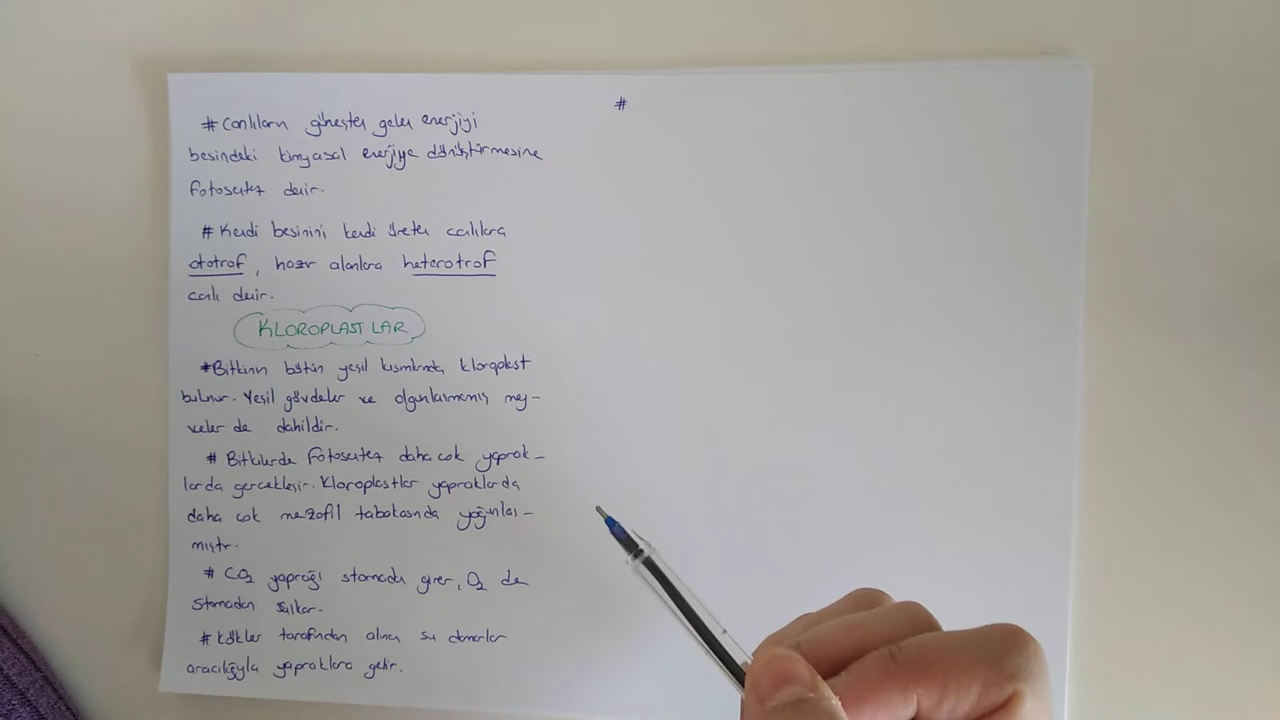 # Canlıların güneşten gelen enerjiyi
besindeki kimyasal enerjiye dönüştürmesine
fotosentez denir.
# Kendi besinini kendi üreten canlılara
ototrof, hazır alanlara heterotrof
canlı denir.
KLOROPLASTLAR
#Bitkinin bütün yeşil kısımlarında kloroplast
bulunur. Yeşil gövdeler ve olgunlaşmamış mey-
veler de dahildir.
# Bitkilerde fotosentez daha çok yaprak-
larda gerçekleşir. Kloroplastlar yapraklarda
daha çok mezofil tabakasında yoğunlaş-
mıştır.
# CO₂ yaprağı stomadan girer, O₂ de
stomadan
# Kökler tarafından alınan su damarlar
aracılığıyla yapraklara gelir.
#